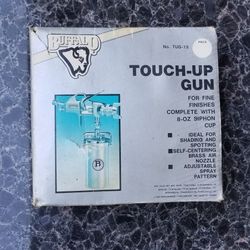 BUFFALO
No. TUG-19
TOUCH-UP
GUN
FOR FINE
FINISHES
COMPLETE WITH
8-OZ SIPHON
CUP
IDEAL FOR
SHADING AND
SPOTTING
SELF-CENTERING
BRASS AIR
NOZZLE
ADJUSTABLE
SPRAY
PATTERN
B